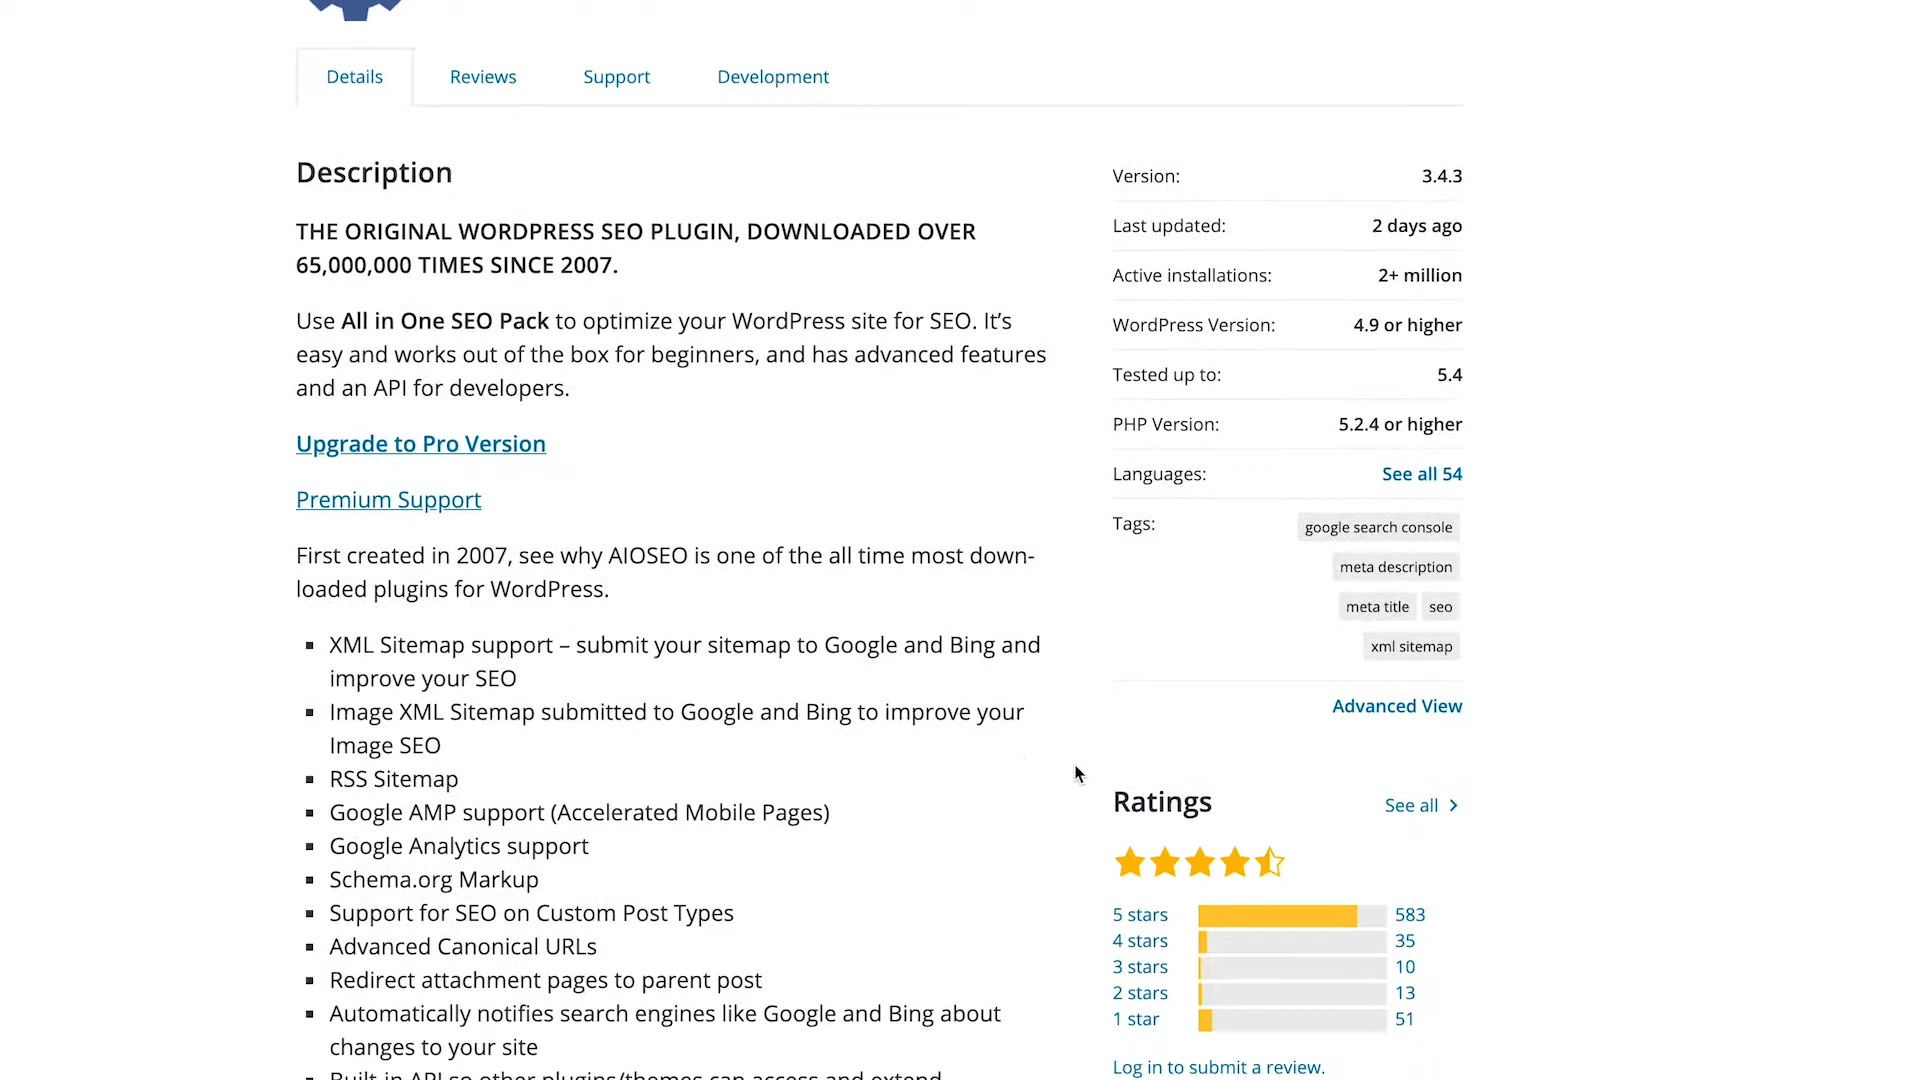 Details
Reviews
Support
Development
Description
THE ORIGINAL WORDPRESS SEO PLUGIN, DOWNLOADED OVER
65,000,000 TIMES SINCE 2007.
Use All in One SEO Pack to optimize your WordPress site for SEO. It’s
easy and works out of the box for beginners, and has advanced features
and an API for developers.
Upgrade to Pro Version
Premium Support
First created in 2007, see why AIOSEO is one of the all time most down-
loaded plugins for WordPress.
XML Sitemap support – submit your sitemap to Google and Bing and
improve your SEO
Image XML Sitemap submitted to Google and Bing to improve your
Image SEO
RSS Sitemap
Google AMP support (Accelerated Mobile Pages)
Google Analytics support
Schema.org Markup
Support for SEO on Custom Post Types
Advanced Canonical URLs
Redirect attachment pages to parent post
Automatically notifies search engines like Google and Bing about
changes to your site
Built-in API so other plugins/themes can access and extend
Version: 3.4.3
Last updated: 2 days ago
Active installations: 2+ million
WordPress Version: 4.9 or higher
Tested up to: 5.4
PHP Version: 5.2.4 or higher
Languages: See all 54
Tags: google search console
meta description
meta title seo
xml sitemap
Advanced View
Ratings See all
5 stars 583
4 stars 35
3 stars 10
2 stars 13
1 star 51
Log in to submit a review.